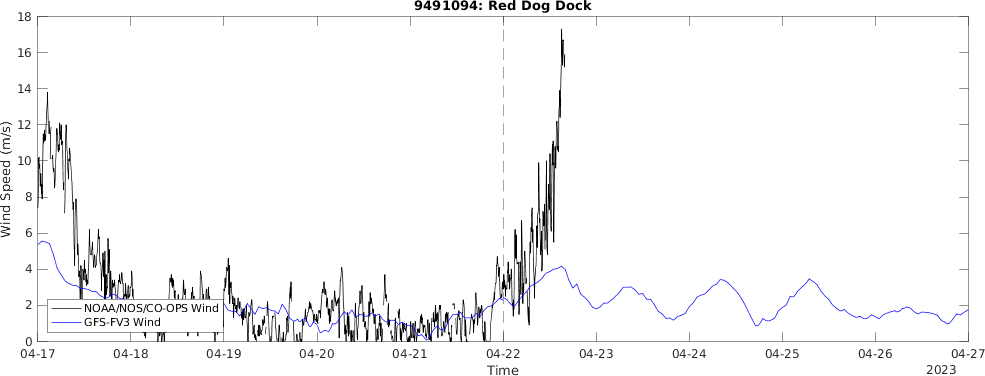 9491094: Red Dog Dock
18
16
14
12
10
8
6
4
2
0
Wind Speed (m/s)
NOAA/NOS/CO-OPS Wind
GFS-FV3 Wind
04-17 04-18 04-19 04-20 04-21 04-22 04-23 04-24 04-25 04-26 04-27
Time
2023